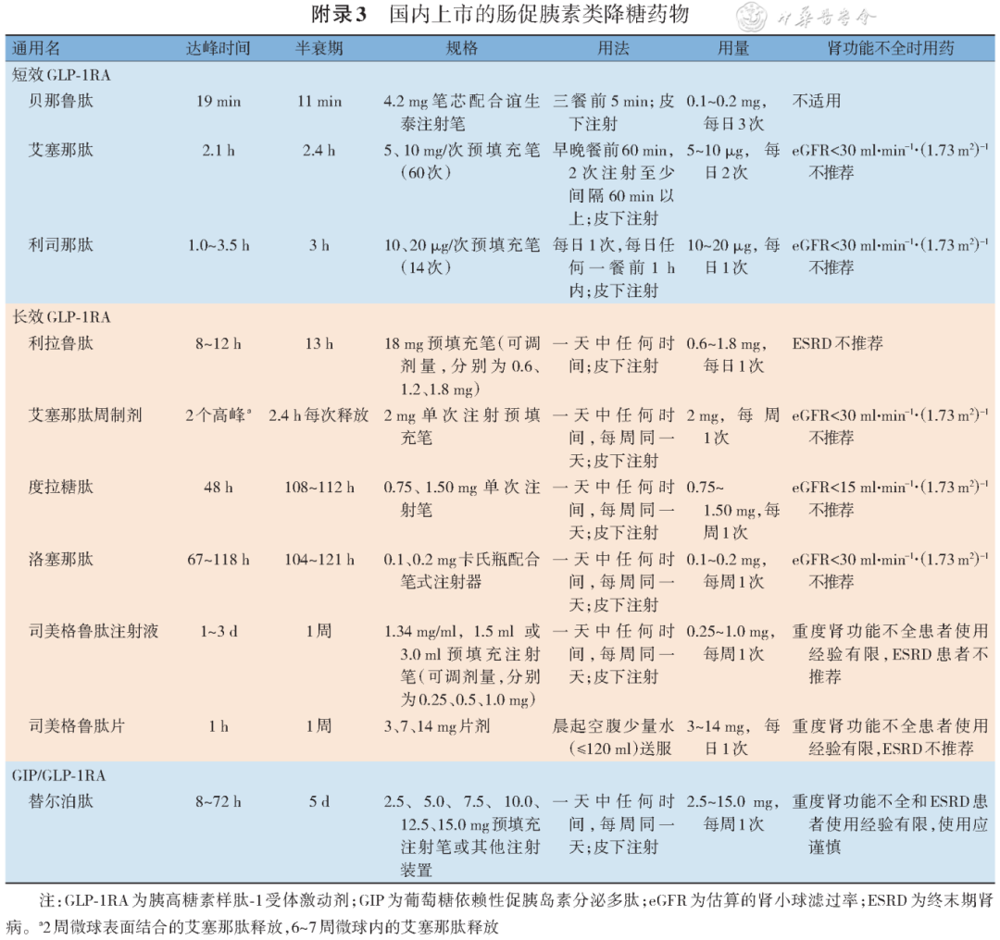 附录3 国内上市的肠促胰素类降糖药物
中华医学会
通用名 达峰时间 半衰期 规格 用法 用量 肾功能不全时用药
短效GLP-1RA
贝那鲁肽 19 min 11 min 4.2 mg笔芯配合谊生 三餐前5 min;皮 0.1~0.2 mg, 不适用
泰注射笔 下注射 每日3次
艾塞那肽 2.1 h 2.4 h 5、10 mg/次预填充笔 早晚餐前60 min, 5~10 μg,每 eGFR<30 ml·min⁻¹·(1.73 m²)⁻¹
(60次) 2次注射至少 日2次 不推荐
间隔60 min以
上;皮下注射
利司那肽 1.0~3.5 h 3 h 10、20 μg/次预填充笔 每日1次,每日任 10~20 μg,每 eGFR<30 ml·min⁻¹·(1.73 m²)⁻¹
(14次) 何一餐前1 h 日1次 不推荐
内;皮下注射
长效GLP-1RA
利拉鲁肽 8~12 h 13 h 18 mg预填充笔(可调 一天中任何时 0.6~1.8 mg, ESRD不推荐
剂量,分别为0.6、 间;皮下注射 每日1次
1.2、1.8 mg)
艾塞那肽周制剂 2个高峰ᵃ 2.4 h每次释放 2 mg单次注射预填 一天中任何时 2 mg,每周 eGFR<30 ml·min⁻¹·(1.73 m²)⁻¹
充笔 间,每周同一 1次 不推荐
天;皮下注射
度拉糖肽 48 h 108~112 h 0.75、1.50 mg单次注 一天中任何时 0.75~ eGFR<15 ml·min⁻¹·(1.73 m²)⁻¹
射笔 间,每周同一 1.50 mg,每 不推荐
天;皮下注射 周1次
洛塞那肽 67~118 h 104~121 h 0.1、0.2 mg卡氏瓶配合 一天中任何时 0.1~0.2 mg, eGFR<30 ml·min⁻¹·(1.73 m²)⁻¹
笔式注射器 间,每周同一 每周1次 不推荐
天;皮下注射
司美格鲁肽注射液 1~3 d 1周 1.34 mg/ml,1.5 ml或 一天中任何时 0.25~1.0 mg, 重度肾功能不全患者使用
3.0 ml预填充注射 间,每周同一 每周1次 经验有限,ESRD患者不
笔(可调剂量,分别 天;皮下注射 推荐
为0.25、0.5、1.0 mg)
司美格鲁肽片 1 h 1周 3、7、14 mg片剂 晨起空腹少量水 3~14 mg,每 重度肾功能不全患者使用
(≤120 ml)送服 日1次 经验有限,ESRD不推荐
GIP/GLP-1RA
替尔泊肽 8~72 h 5 d 2.5、5.0、7.5、10.0、 一天中任何时 2.5~15.0 mg, 重度肾功能不全和ESRD患
12.5、15.0 mg预填充 间,每周同一 每周1次 者使用经验有限,使用应
注射笔或其他注射 天;皮下注射 谨慎
装置
注:GLP-1RA为胰高糖素样肽-1受体激动剂;GIP为葡萄糖依赖性促胰岛素分泌多肽;eGFR为估算的肾小球滤过率;ESRD为终末期肾
病。ᵃ2周微球表面结合的艾塞那肽释放,6~7周微球内的艾塞那肽释放